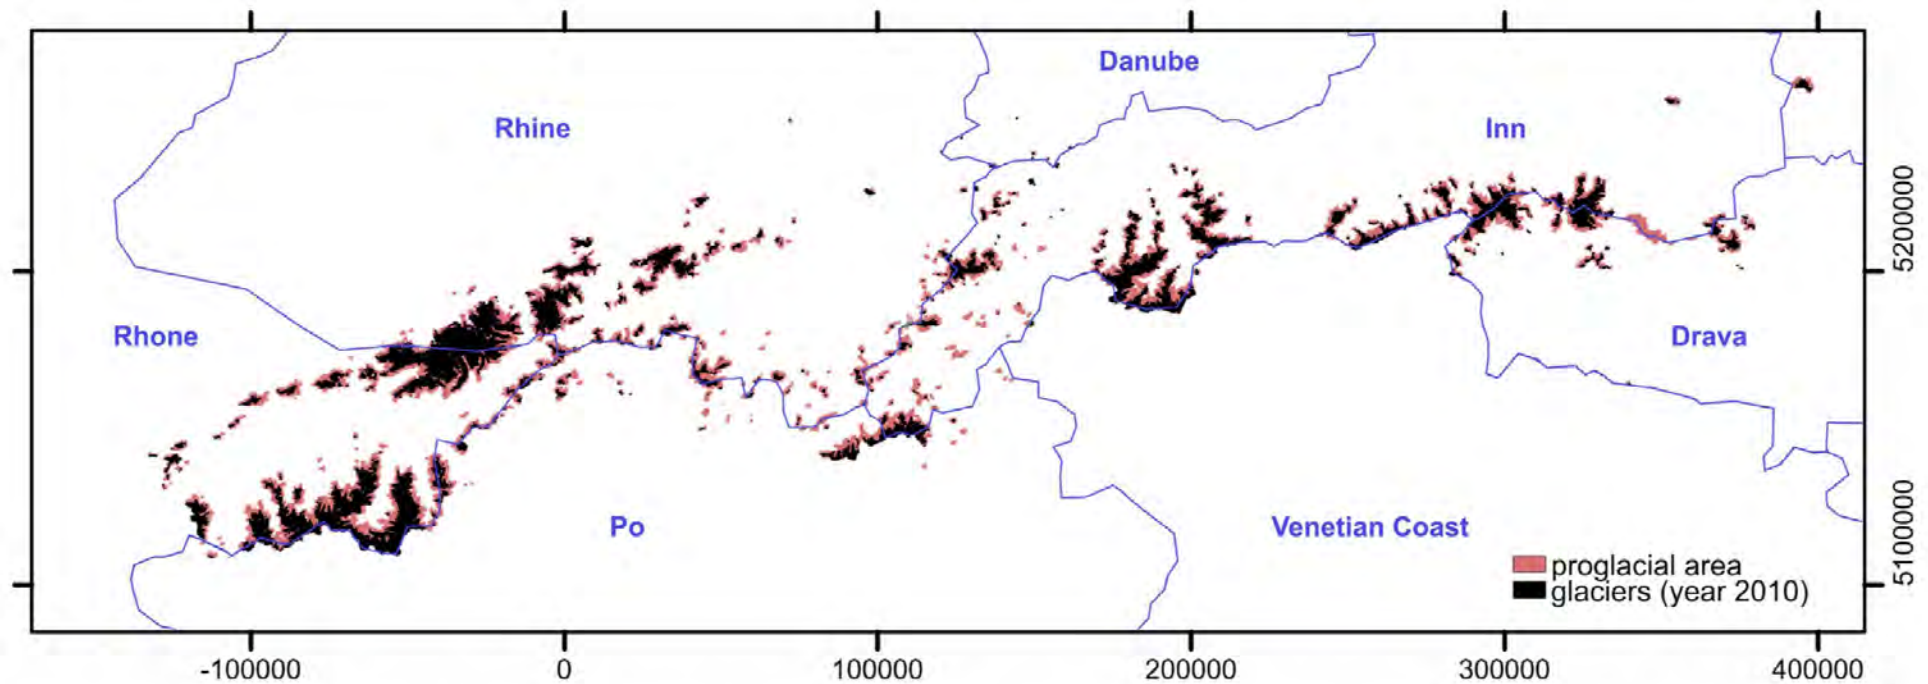 Danube
Rhine
Inn
5200000
Rhone
Drava
Po
Venetian Coast
5100000
proglacial area
glaciers (year 2010)
-100000
0
100000
200000
300000
400000